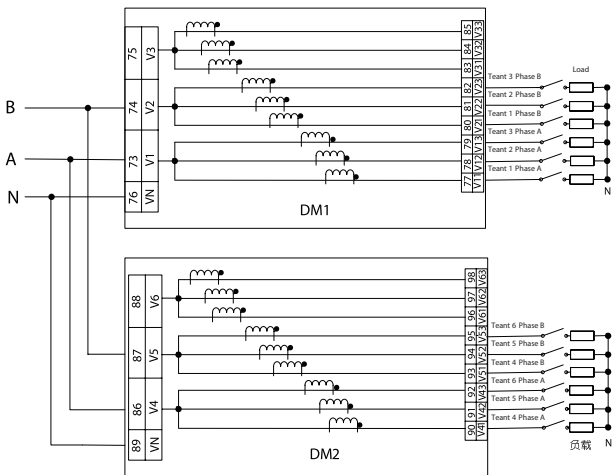 B
A
N
75 V3
74 V2
73 V1
76 VN
85 V33
84 V32
83 V31
82 V23
81 V22
80 V21
79 V13
78 V12
77 V11
Teant 3 Phase B
Teant 2 Phase B
Teant 1 Phase B
Teant 3 Phase A
Teant 2 Phase A
Teant 1 Phase A
Load
N
DM1
88 V6
87 V5
86 V4
89 VN
98 V63
97 V62
96 V61
95 V53
94 V52
93 V51
92 V43
91 V42
90 V41
Teant 6 Phase B
Teant 5 Phase B
Teant 4 Phase B
Teant 6 Phase A
Teant 5 Phase A
Teant 4 Phase A
负载
N
DM2